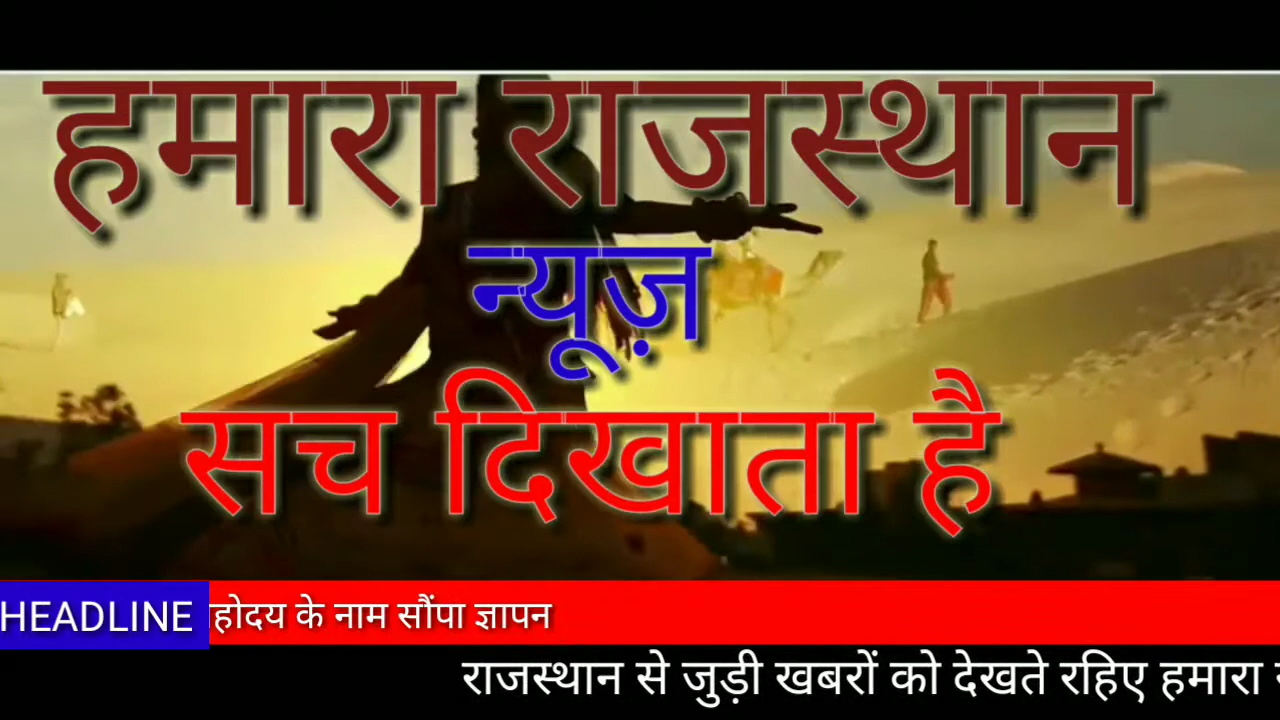 हमारा राजस्थान
न्यूज़
सच दिखाता है
HEADLINE होदय के नाम सौंपा ज्ञापन
राजस्थान से जुड़ी खबरों को देखते रहिए हमारा